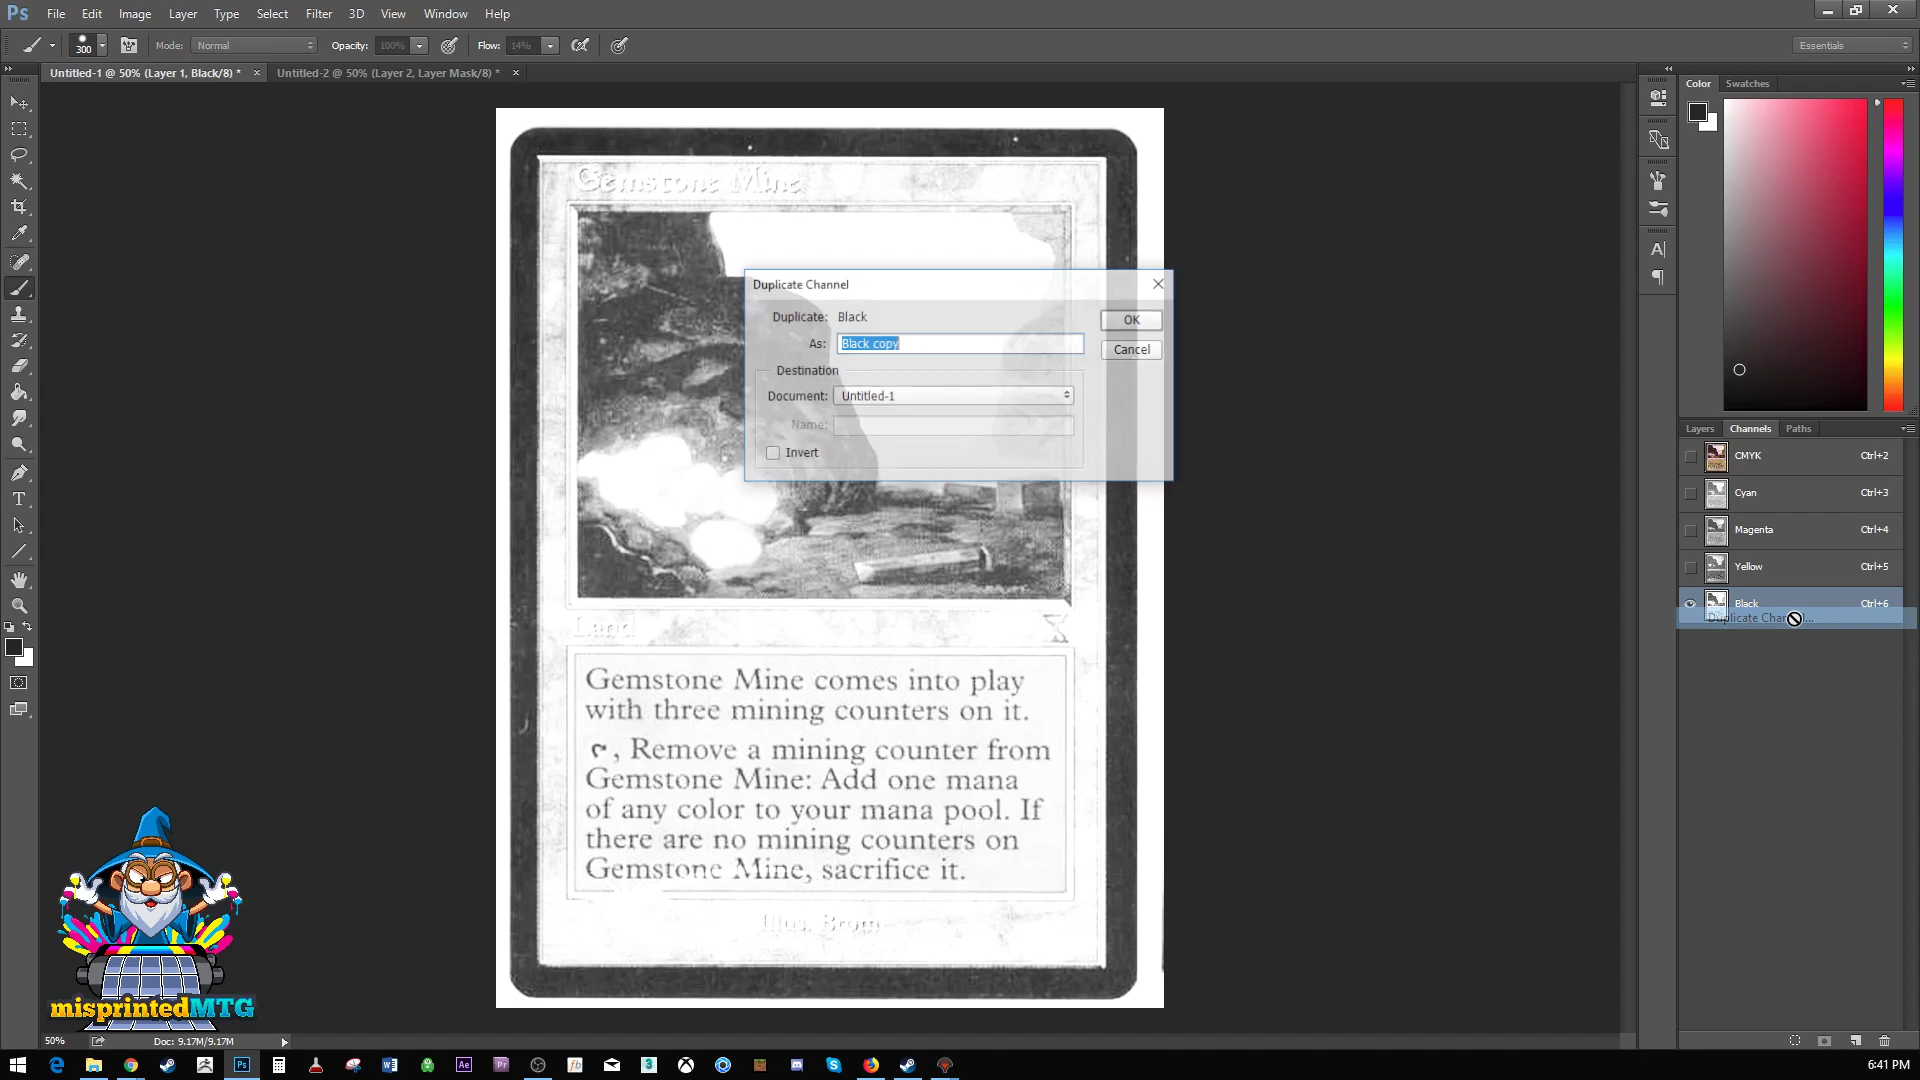 Ps File Edit Image Layer Type Select Filter 3D View Window Help
300 Mode: Normal Opacity: 100% Flow: 14% Essentials
Untitled-1 @ 50% (Layer 1, Black/8) * × Untitled-2 @ 50% (Layer 2, Layer Mask/8) * ×
Color Swatches
Gemstone Mine
Duplicate Channel
Duplicate: Black
As: Black copy
OK
Cancel
Destination
Document: Untitled-1
Name:
Invert
Layers Channels Paths
CMYK Ctrl+2
Cyan Ctrl+3
Magenta Ctrl+4
Yellow Ctrl+5
Black Ctrl+6
Duplicate Channel...
Land
Gemstone Mine comes into play
with three mining counters on it.
, Remove a mining counter from
Gemstone Mine: Add one mana
of any color to your mana pool. If
there are no mining counters on
Gemstone Mine, sacrifice it.
Illus. Brom
misprintedMTG
50% Doc: 9.17M/9.17M
6:41 PM